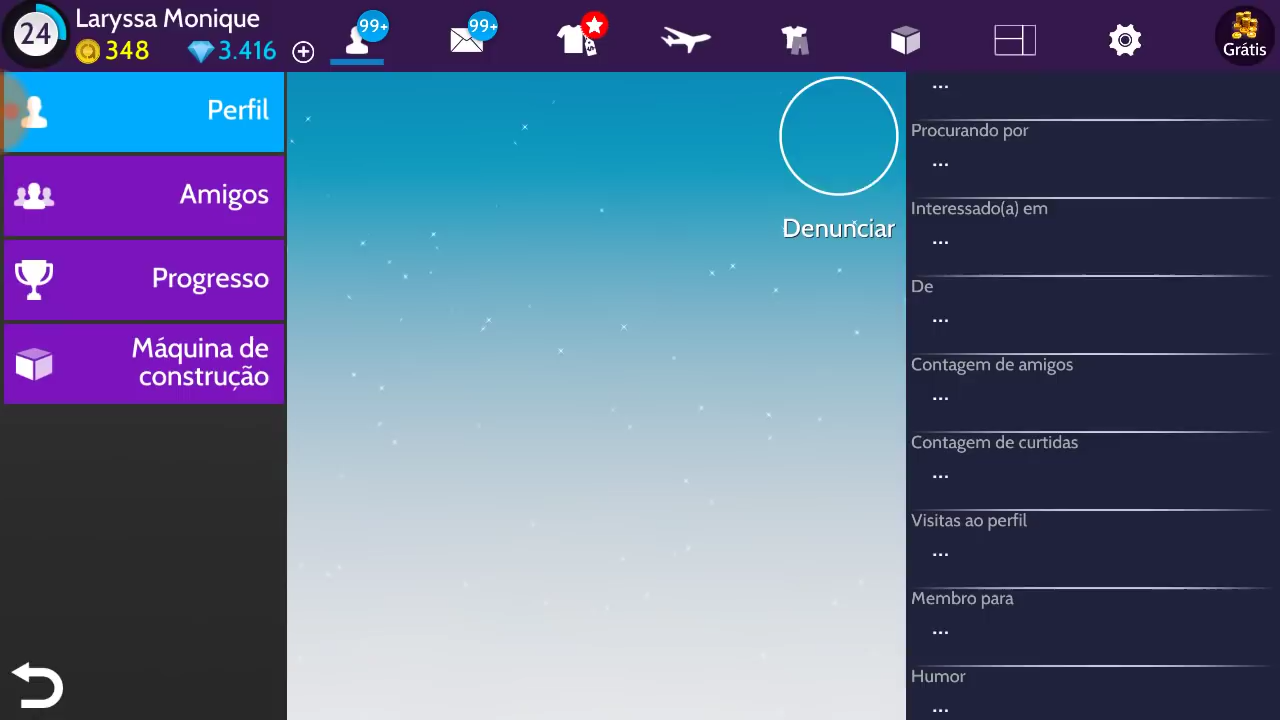 24
Laryssa Monique
348
3.416
99+
99+
Grátis
Perfil
Amigos
Progresso
Máquina de
construção
Denunciar
...
Procurando por
...
Interessado(a) em
...
De
...
Contagem de amigos
...
Contagem de curtidas
...
Visitas ao perfil
...
Membro para
...
Humor
...